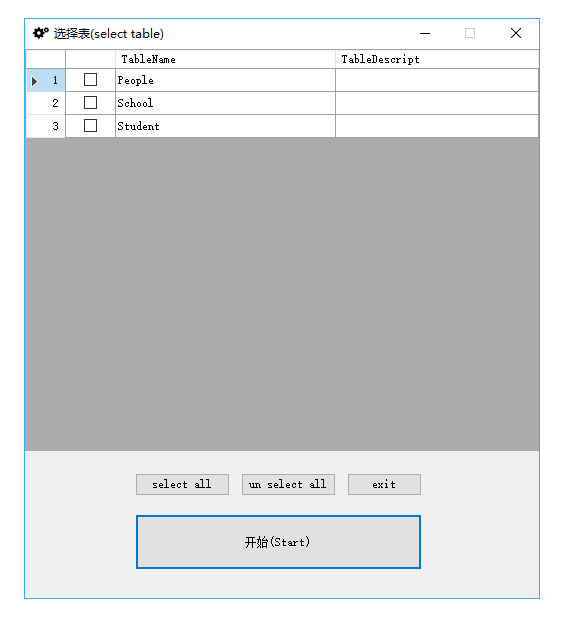 选择表(select table)
TableName TableDescript
1 People
2 School
3 Student
select all un select all exit
开始(Start)